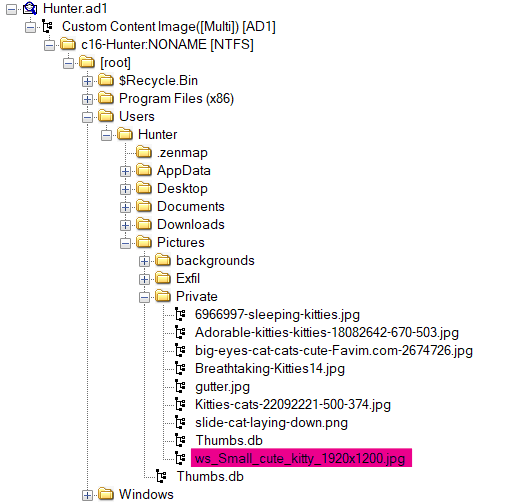 Hunter.ad1
Custom Content Image([Multi]) [AD1]
c16-Hunter:NONAME [NTFS]
[root]
$Recycle.Bin
Program Files (x86)
Users
Hunter
.zenmap
AppData
Desktop
Documents
Downloads
Pictures
backgrounds
Exfil
Private
6966997-sleeping-kitties.jpg
Adorable-kitties-kitties-18082642-670-503.jpg
big-eyes-cat-cats-cute-Favim.com-2674726.jpg
Breathtaking-Kitties14.jpg
gutter.jpg
Kitties-cat-22092221-500-374.jpg
slide-cat-laying-down.png
Thumbs.db
ws_Small_cute_kitty_1920x1200.jpg
Thumbs.db
Windows